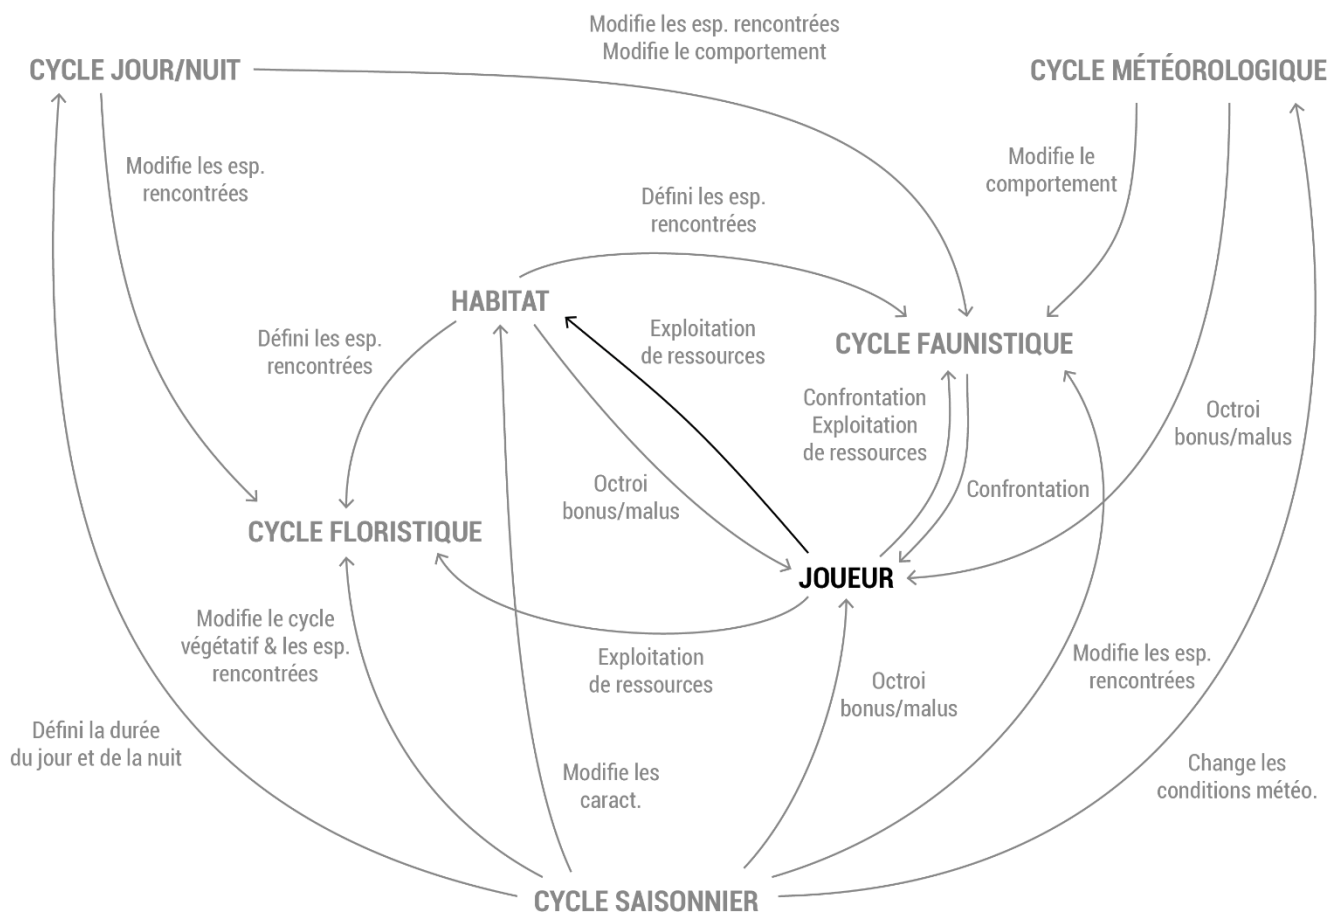 Modifie les esp. rencontrées
Modifie le comportement
CYCLE JOUR/NUIT
CYCLE MÉTÉOROLOGIQUE
Modifie les esp.
rencontrées
Modifie le
comportement
Défini les esp.
rencontrées
HABITAT
Défini les esp.
rencontrées
Exploitation
de ressources
CYCLE FAUNISTIQUE
Confrontation
Exploitation
de ressources
Octroi
bonus/malus
Octroi
bonus/malus
Confrontation
CYCLE FLORISTIQUE
JOUEUR
Modifie le cycle
végétatif & les esp.
rencontrées
Exploitation
de ressources
Octroi
bonus/malus
Modifie les esp.
rencontrées
Défini la durée
du jour et de la nuit
Modifie les
caract.
Change les
conditions météo.
CYCLE SAISONNIER